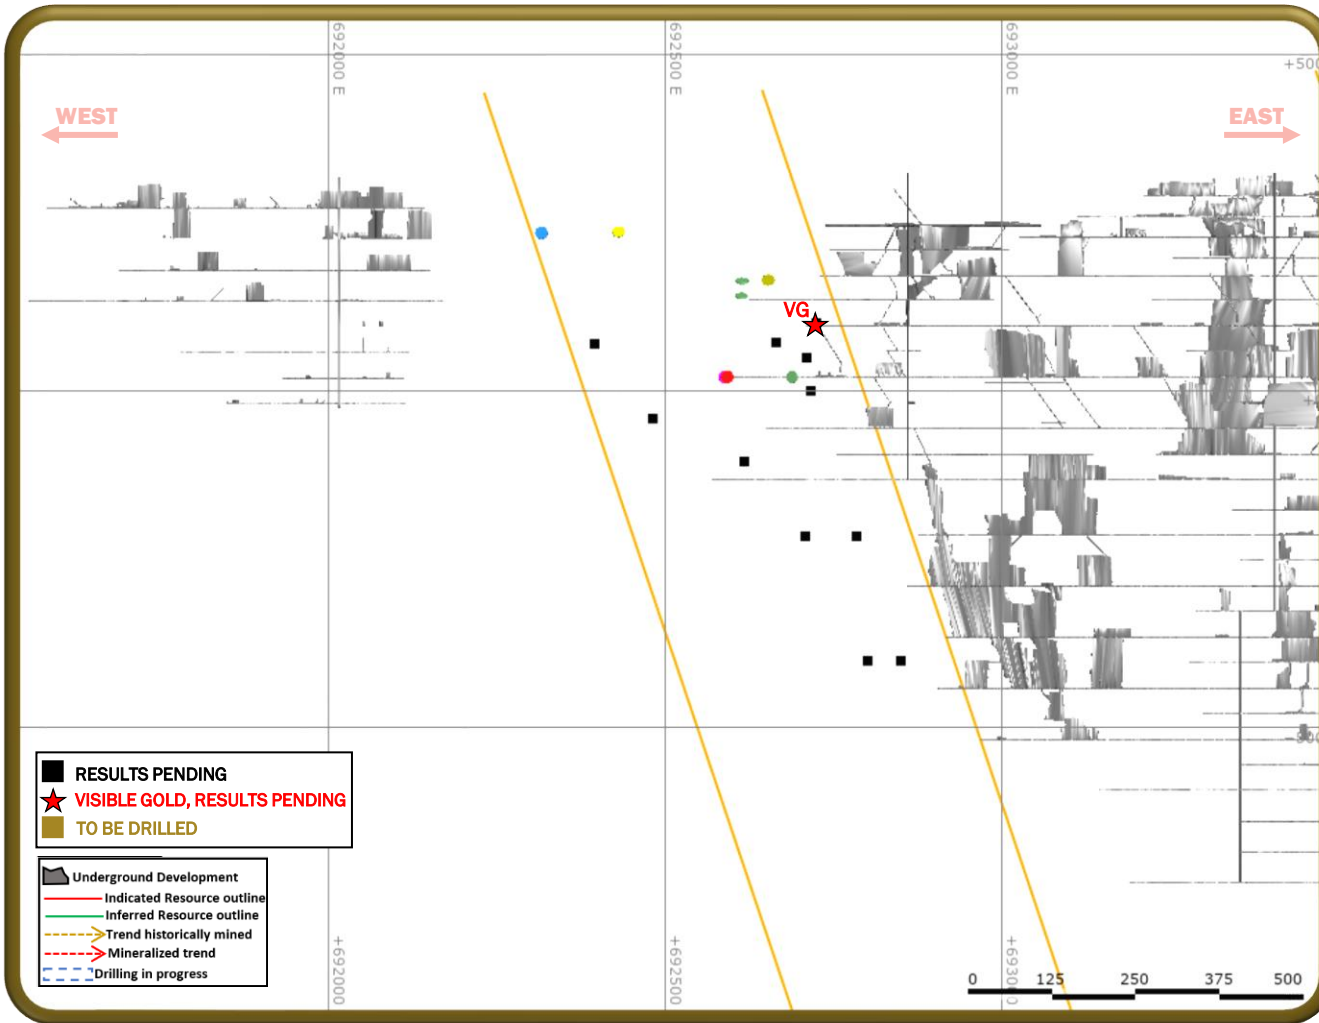 692000 E
692500 E
693000 E
+500
WEST
EAST
VG
RESULTS PENDING
VISIBLE GOLD, RESULTS PENDING
TO BE DRILLED
Underground Development
Indicated Resource outline
Inferred Resource outline
Trend historically mined
Mineralized trend
Drilling in progress
+692000
+692500
0 125 250 375 500